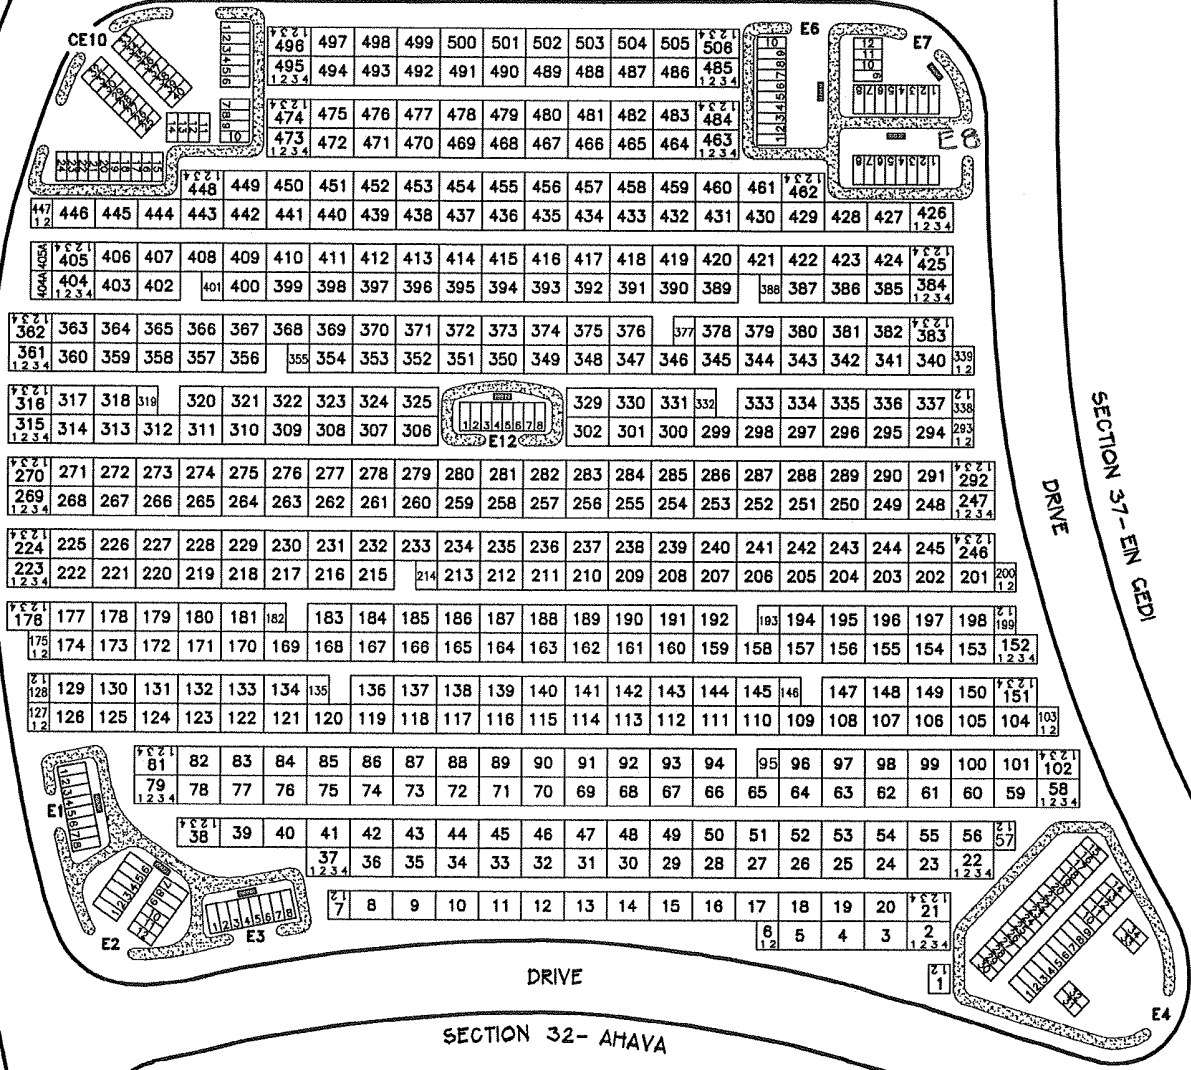 CE10
E6
E7
E8
496 497 498 499 500 501 502 503 504 505 506
495 494 493 492 491 490 489 488 487 486 485
474 475 476 477 478 479 480 481 482 483 484
473 472 471 470 469 468 467 466 465 464 463
448 449 450 451 452 453 454 455 456 457 458 459 460 461 462
447 446 445 444 443 442 441 440 439 438 437 436 435 434 433 432 431 430 429 428 427 426
405A 405 406 407 408 409 410 411 412 413 414 415 416 417 418 419 420 421 422 423 424 425
404A 404 403 402 401 400 399 398 397 396 395 394 393 392 391 390 389 388 387 386 385 384
362 363 364 365 366 367 368 369 370 371 372 373 374 375 376 377 378 379 380 381 382 383
361 360 359 358 357 356 355 354 353 352 351 350 349 348 347 346 345 344 343 342 341 340 339
316 317 318 319 320 321 322 323 324 325 329 330 331 332 333 334 335 336 337 338
315 314 313 312 311 310 309 308 307 306 302 301 300 299 298 297 296 295 294 293
1 2 3 4 5 6 7 8
E12
270 271 272 273 274 275 276 277 278 279 280 281 282 283 284 285 286 287 288 289 290 291 292
269 268 267 266 265 264 263 262 261 260 259 258 257 256 255 254 253 252 251 250 249 248 247
224 225 226 227 228 229 230 231 232 233 234 235 236 237 238 239 240 241 242 243 244 245 246
223 222 221 220 219 218 217 216 215 214 213 212 211 210 209 208 207 206 205 204 203 202 201 200
176 177 178 179 180 181 182 183 184 185 186 187 188 189 190 191 192 193 194 195 196 197 198 199
175 174 173 172 171 170 169 168 167 166 165 164 163 162 161 160 159 158 157 156 155 154 153 152
128 129 130 131 132 133 134 135 136 137 138 139 140 141 142 143 144 145 146 147 148 149 150 151
127 126 125 124 123 122 121 120 119 118 117 116 115 114 113 112 111 110 109 108 107 106 105 104 103
81 82 83 84 85 86 87 88 89 90 91 92 93 94 95 96 97 98 99 100 101 102
79 78 77 76 75 74 73 72 71 70 69 68 67 66 65 64 63 62 61 60 59 58
38 39 40 41 42 43 44 45 46 47 48 49 50 51 52 53 54 55 56 57
37 36 35 34 33 32 31 30 29 28 27 26 25 24 23 22
7 8 9 10 11 12 13 14 15 16 17 18 19 20 21
6 5 4 3 2
1
E1
E2
E3
E4
DRIVE
SECTION 32- AHAVA
DRIVE
SECTION 37-EIN GEDI